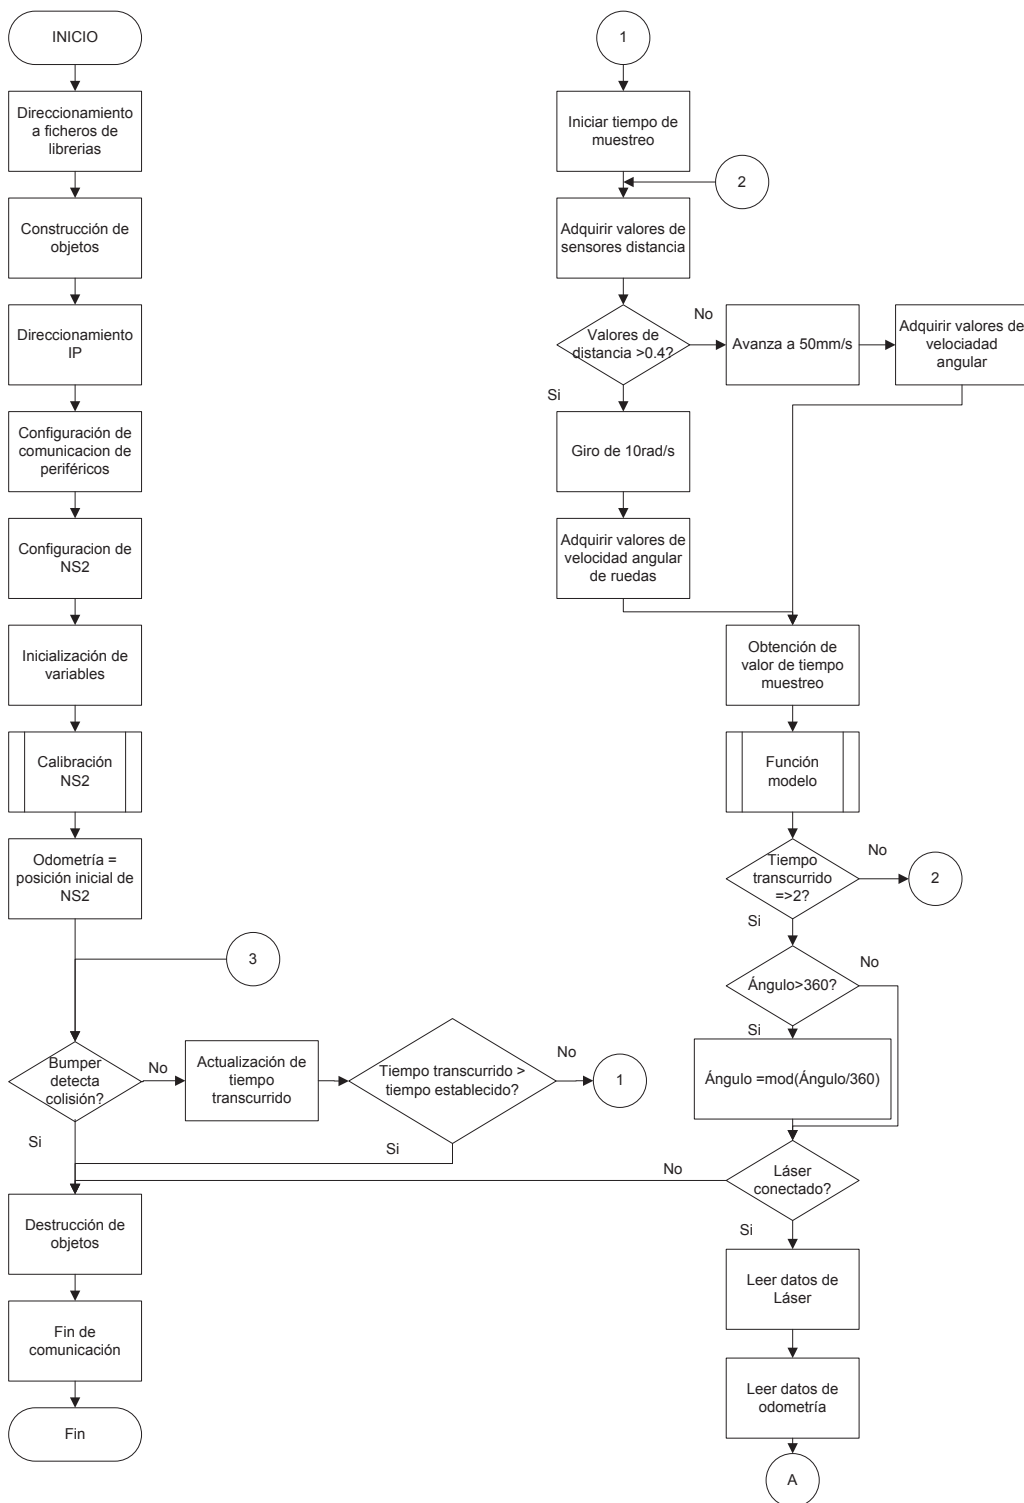 INICIO
Direccionamiento
a ficheros de
librerias
Construcción de
objetos
Direccionamiento
IP
Configuración de
comunicacion de
periféricos
Configuracion de
NS2
Inicialización de
variables
Calibración
NS2
Odometría =
posición inicial de
NS2
3
Bumper
detecta
colisión?
No
Actualización de
tiempo
transcurrido
Tiempo transcurrido >
tiempo establecido?
No
1
Si
Si
Destrucción de
objetos
Fin de
comunicación
Fin
1
Iniciar tiempo de
muestreo
2
Adquirir valores de
sensores distancia
Valores de
distancia >0.4?
No
Avanza a 50mm/s
Adquirir valores de
velociadad
angular
Si
Giro de 10rad/s
Adquirir valores de
velocidad angular
de ruedas
Obtención de
valor de tiempo
muestreo
Función
modelo
Tiempo
transcurrido
=>2?
No
2
Si
Ángulo>360?
No
Si
Ángulo =mod(Ángulo/360)
Láser
conectado?
No
Si
Leer datos de
Láser
Leer datos de
odometría
A